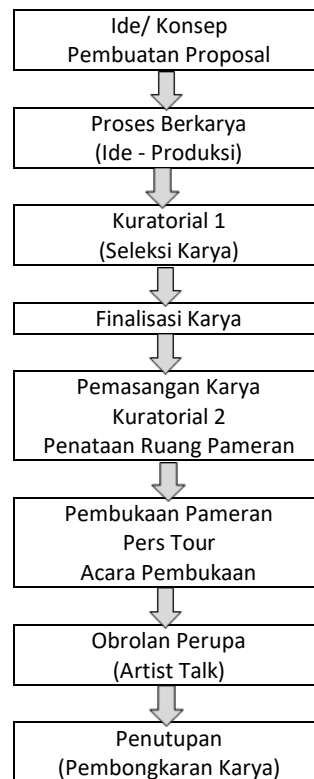 Ide/ Konsep
Pembuatan Proposal
Proses Berkarya
(Ide - Produksi)
Kuratorial 1
(Seleksi Karya)
Finalisasi Karya
Pemasangan Karya
Kuratorial 2
Penataan Ruang Pameran
Pembukaan Pameran
Pers Tour
Acara Pembukaan
Obrolan Perupa
(Artist Talk)
Penutupan
(Pembongkaran Karya)